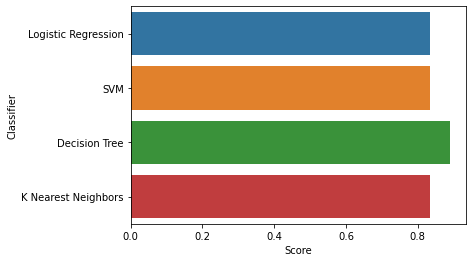 Classifier
Logistic Regression
SVM
Decision Tree
K Nearest Neighbors
0.0 0.2 0.4 0.6 0.8
Score